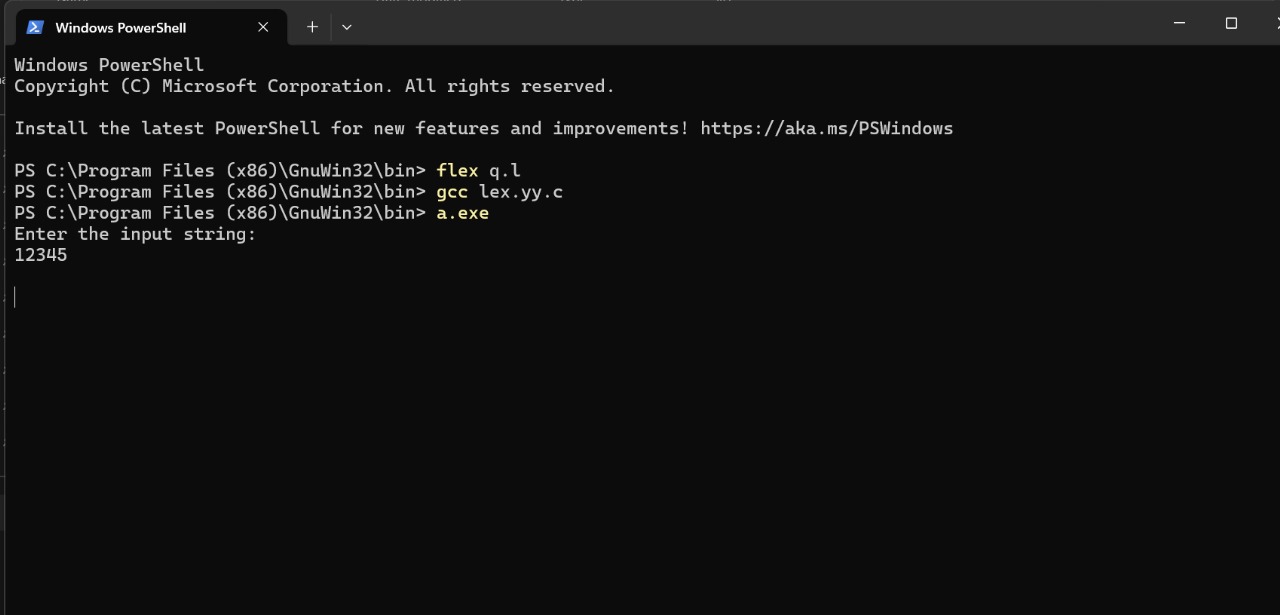 Windows PowerShell
Windows PowerShell
Copyright (C) Microsoft Corporation. All rights reserved.
Install the latest PowerShell for new features and improvements! https://aka.ms/PSWindows
PS C:\Program Files (x86)\GnuWin32\bin> flex q.l
PS C:\Program Files (x86)\GnuWin32\bin> gcc lex.yy.c
PS C:\Program Files (x86)\GnuWin32\bin> a.exe
Enter the input string:
12345